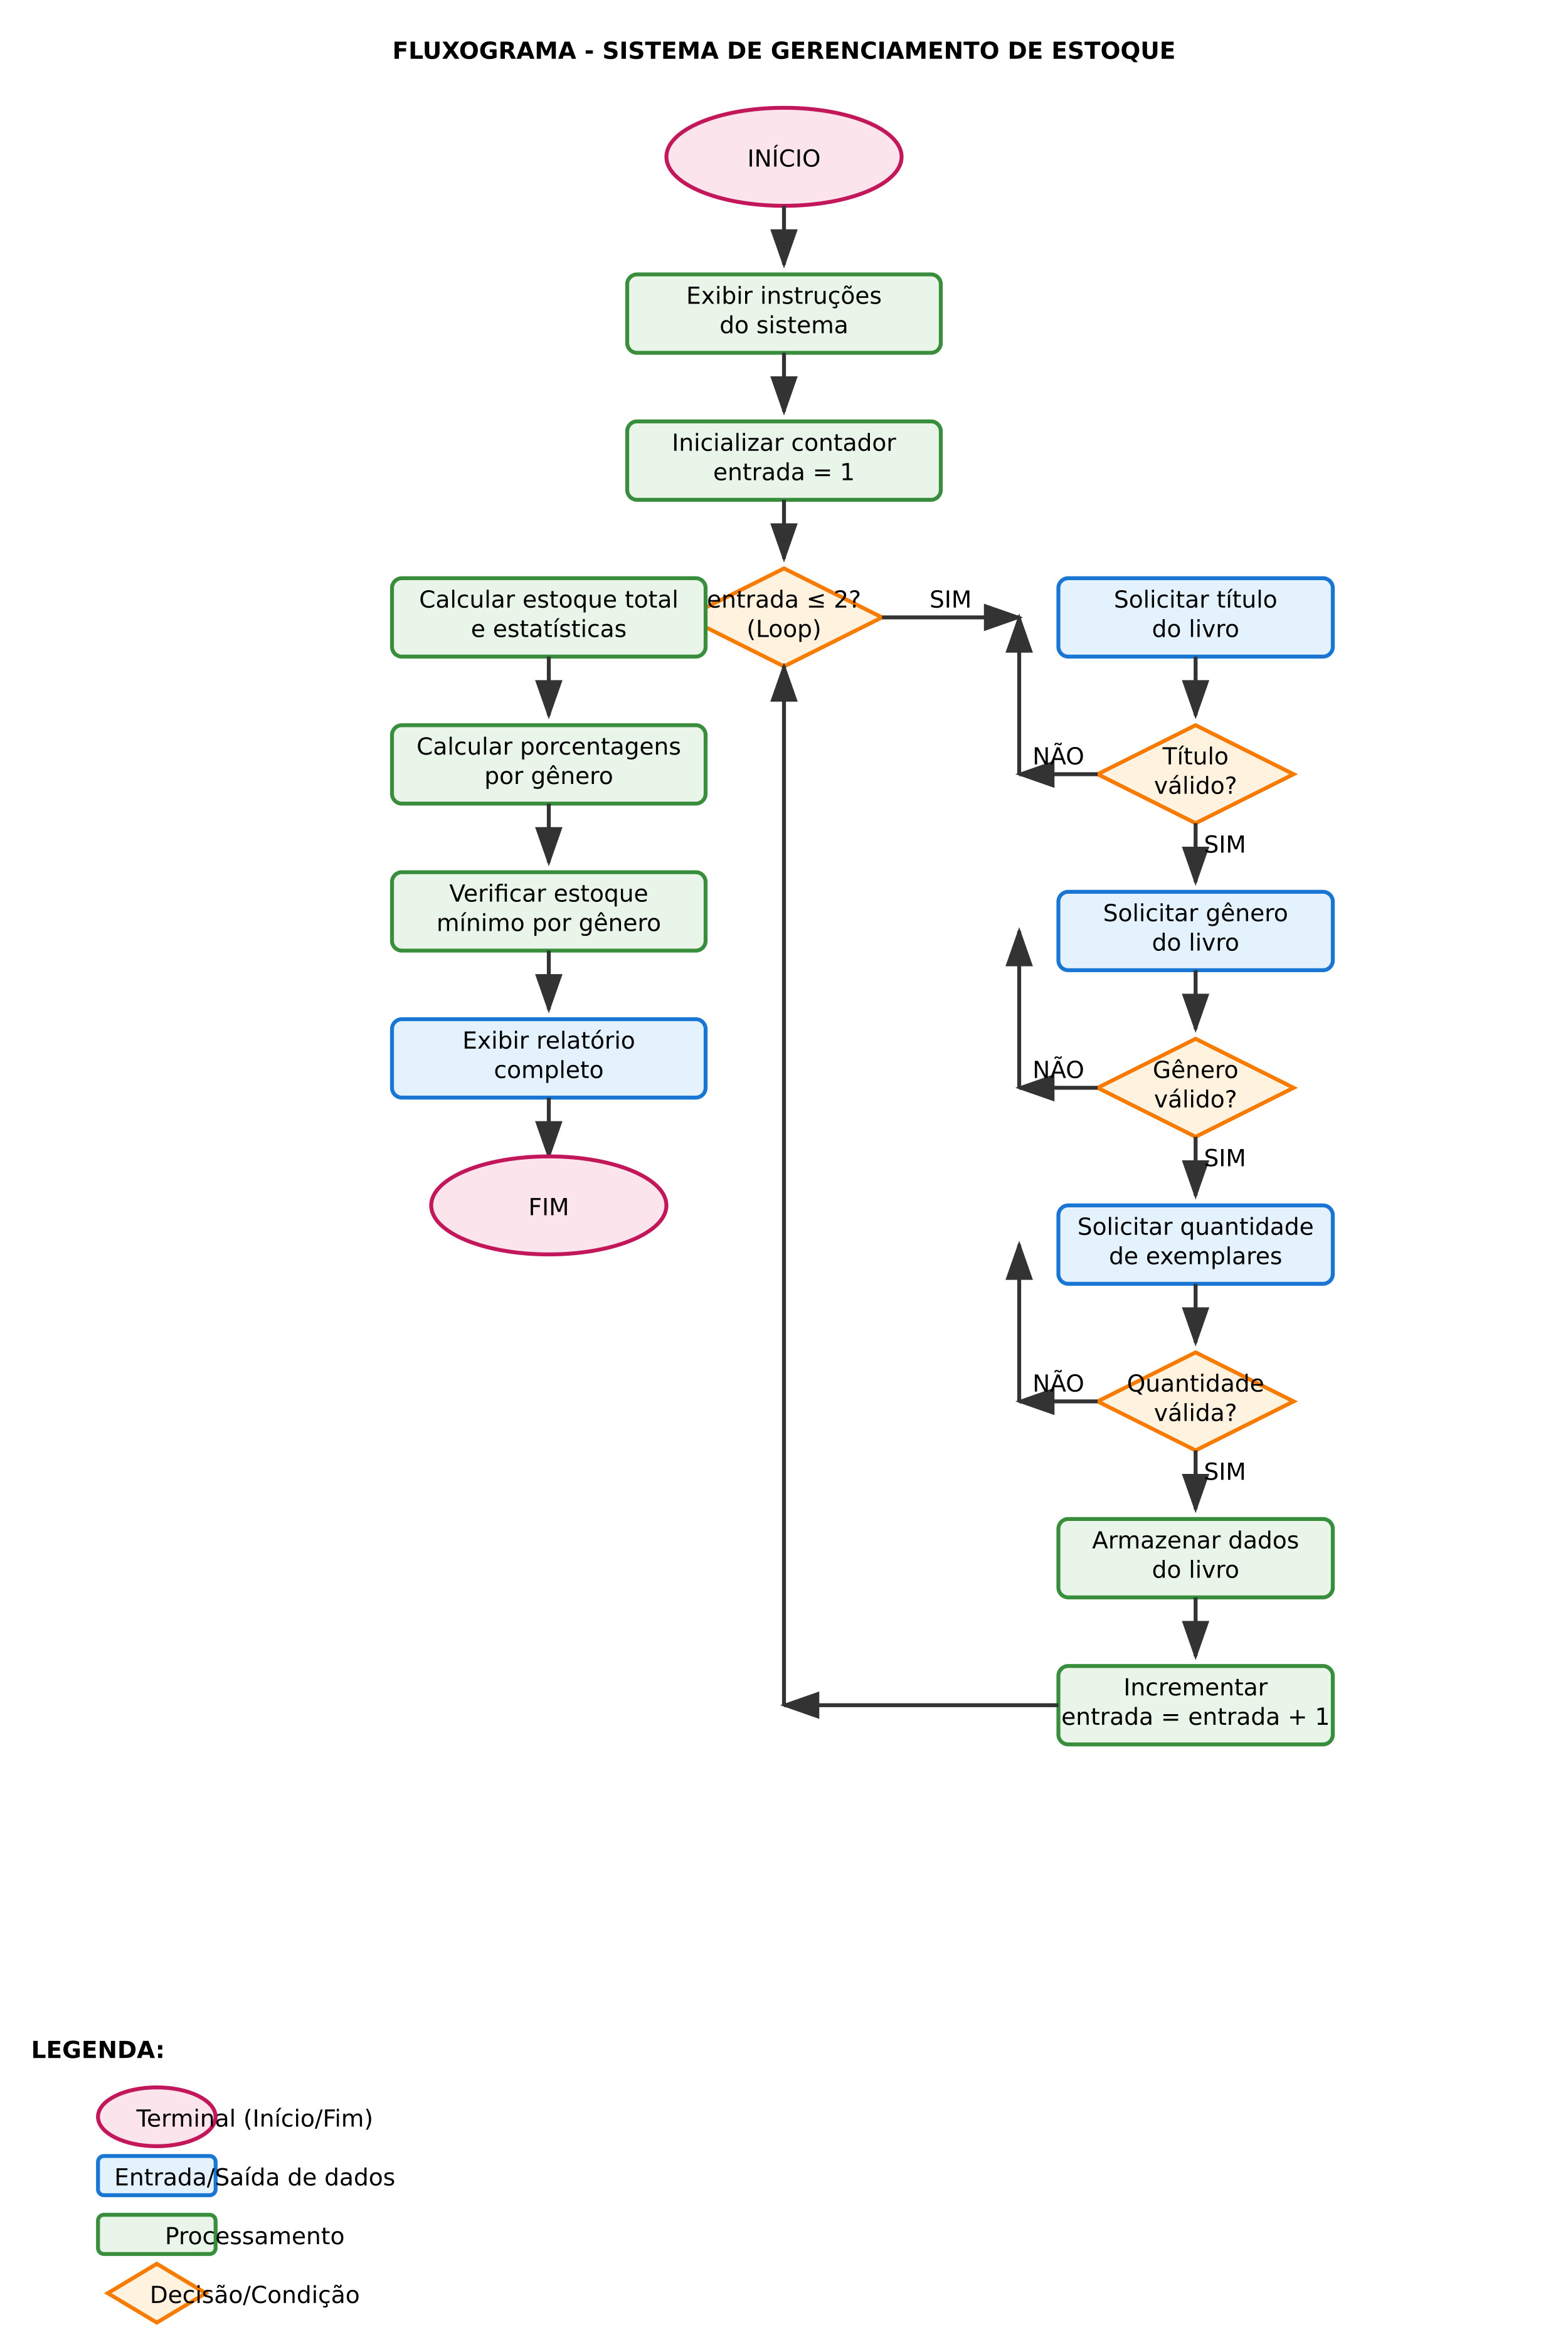 FLUXOGRAMA - SISTEMA DE GERENCIAMENTO DE ESTOQUE
INÍCIO
Exibir instruções
do sistema
Inicializar contador
entrada = 1
entrada ≤ 2?
(Loop)
SIM
Solicitar título
do livro
Título
válido?
NÃO
SIM
Solicitar gênero
do livro
Gênero
válido?
NÃO
SIM
Solicitar quantidade
de exemplares
Quantidade
válida?
NÃO
SIM
Armazenar dados
do livro
Incrementar
entrada = entrada + 1
Calcular estoque total
e estatísticas
Calcular porcentagens
por gênero
Verificar estoque
mínimo por gênero
Exibir relatório
completo
FIM
LEGENDA:
Terminal (Início/Fim)
Entrada/Saída de dados
Processamento
Decisão/Condição